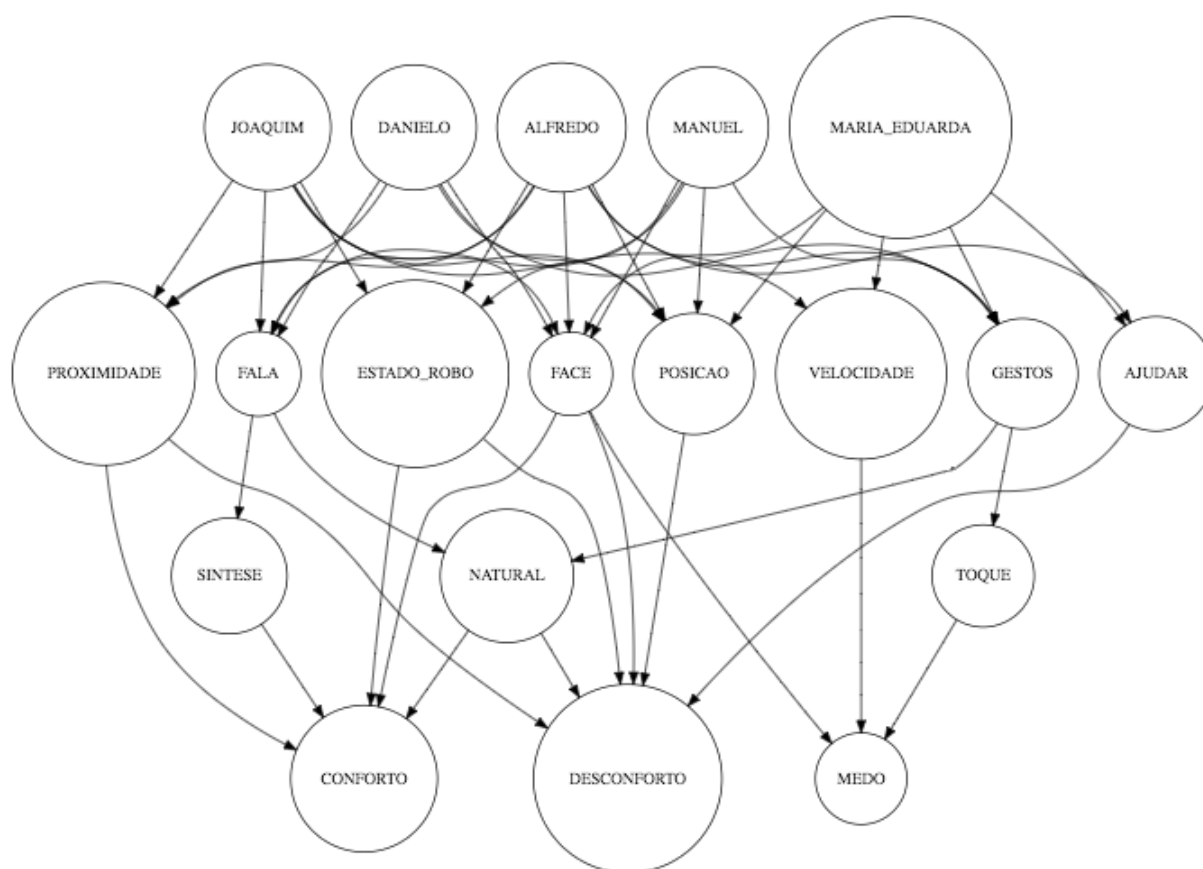 JOAQUIM
DANIELO
ALFREDO
MANUEL
MARIA_EDUARDA
PROXIMIDADE
FALA
ESTADO_ROBO
FACE
POSICAO
VELOCIDADE
GESTOS
AJUDAR
SINTESE
NATURAL
TOQUE
CONFORTO
DESCONFORTO
MEDO